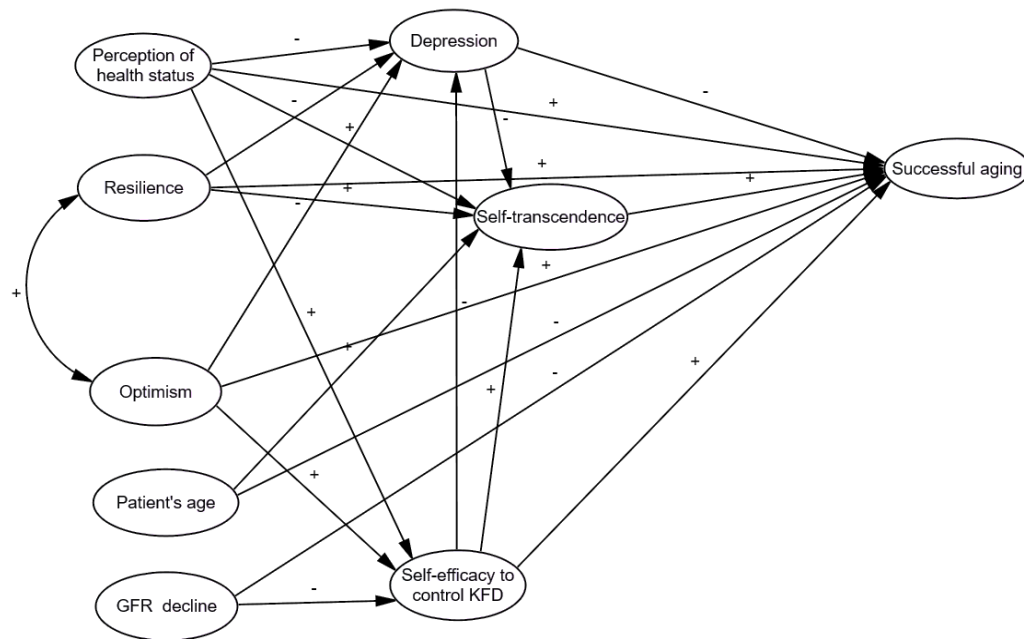 Perception of
health status
Depression
Successful aging
Resilience
Self-transcendence
Optimism
Patient's age
Self-efficacy to
control KFD
GFR decline
-
-
+
-
-
+
+
+
+
-
+
+
-
+
+
-
-
+
+
+
-